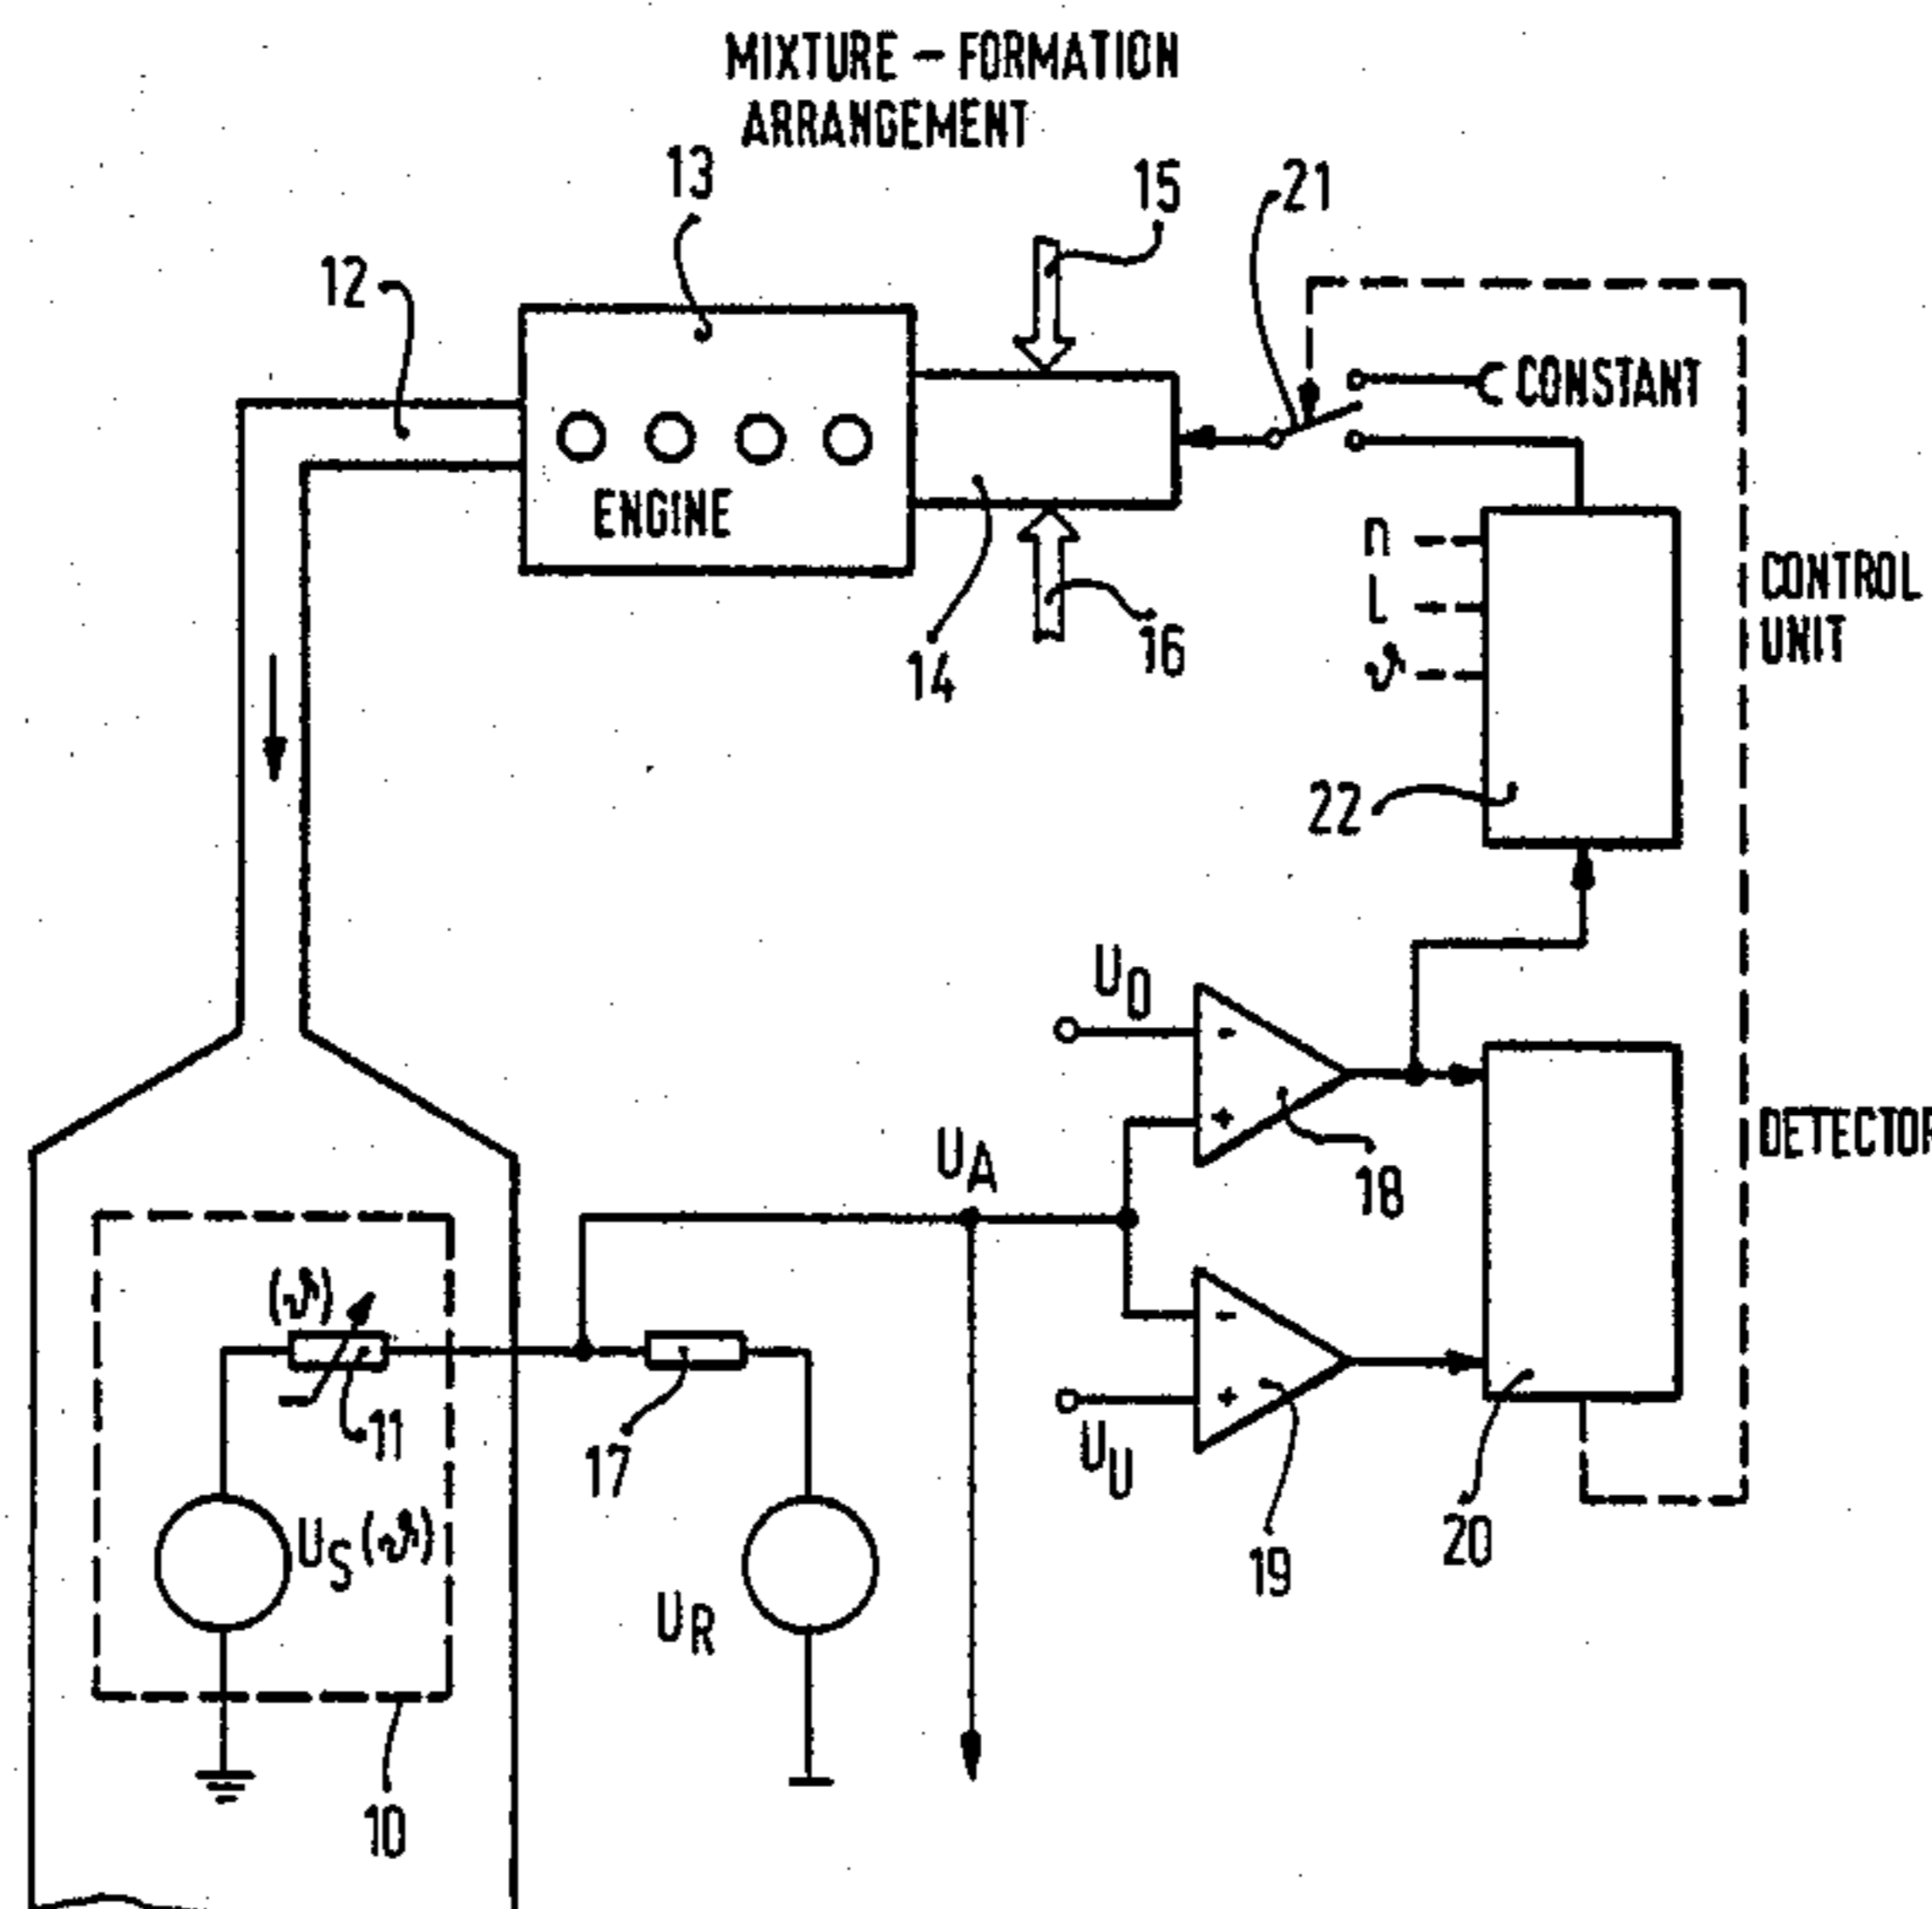 MIXTURE – FORMATION
ARRANGEMENT
13
15
21
12
CONSTANT
ENGINE
n
L
ϑ
CONTROL
UNIT
14
16
22
U0
- 
+
18
UA
DETECTOR
(ϑ)
11
17
-
+
UU
19
20
US(ϑ)
UR
10